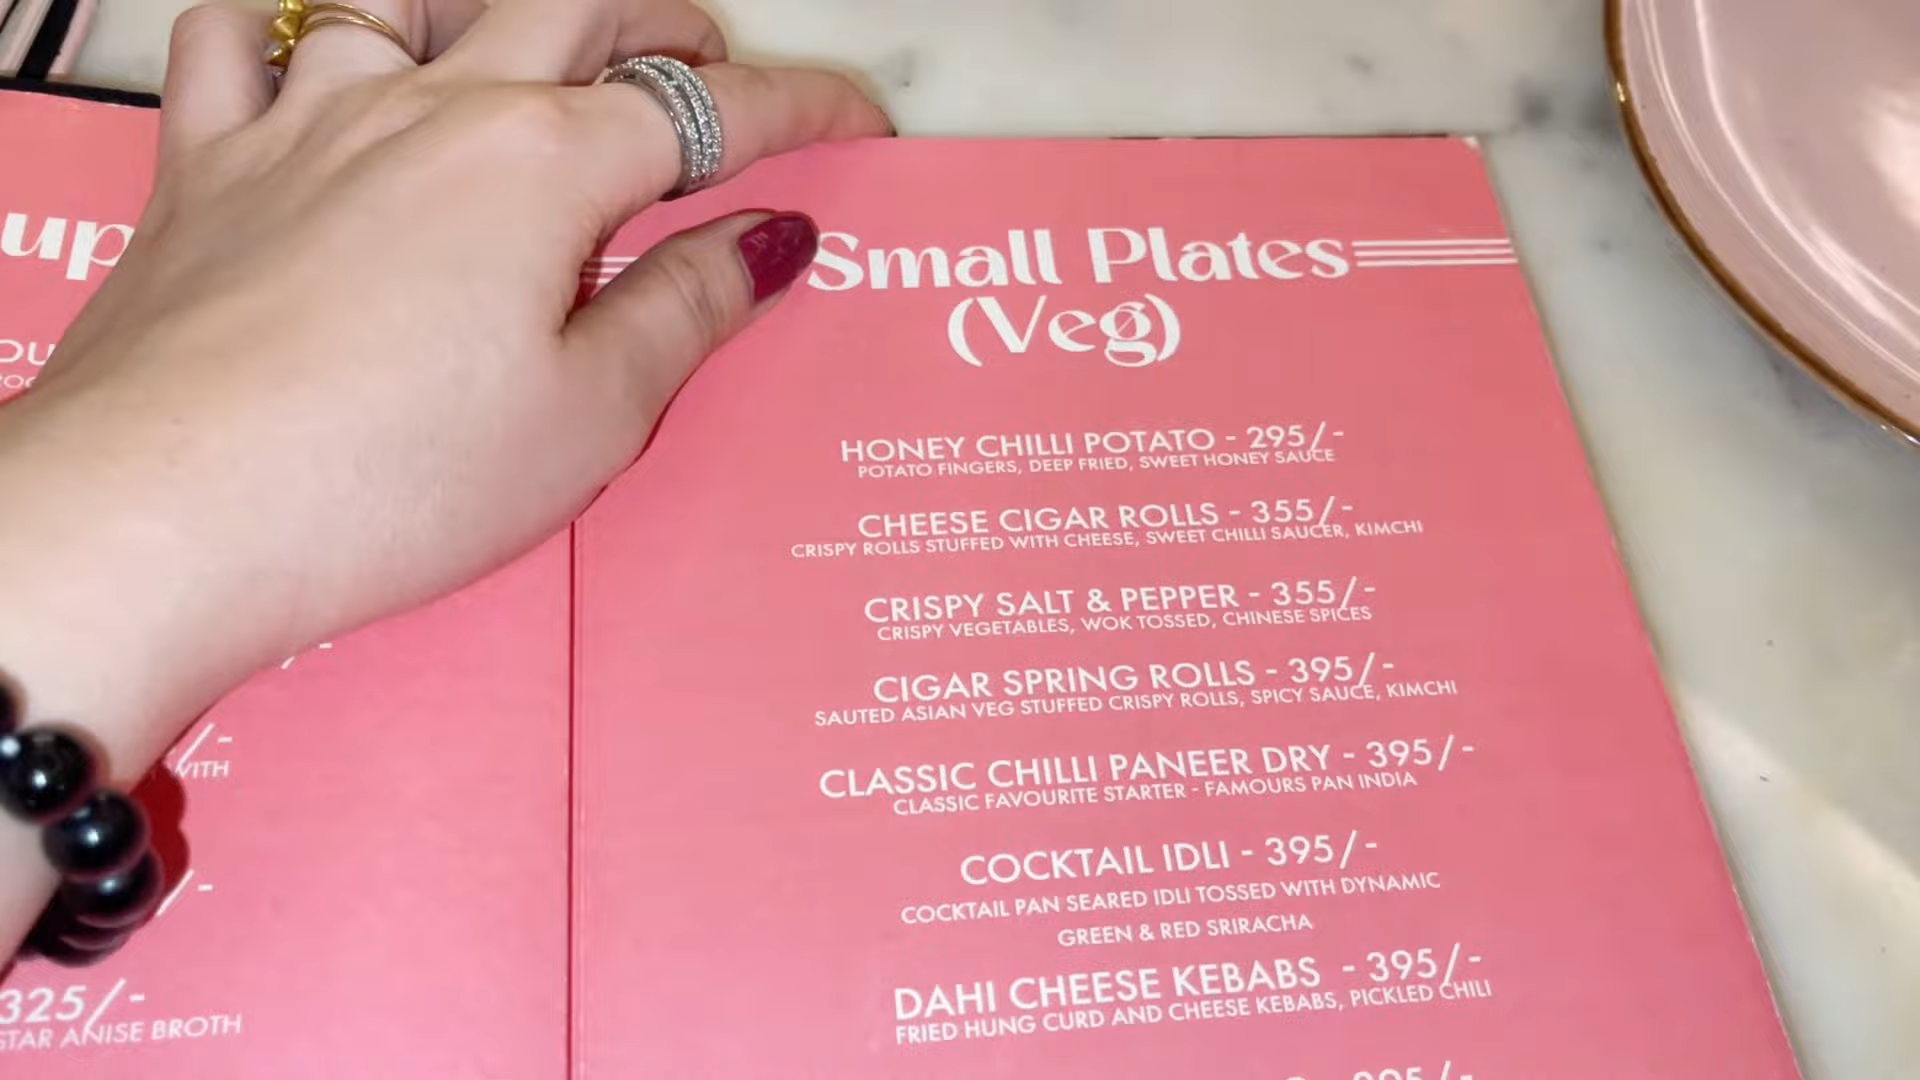 Small Plates
(Veg)
HONEY CHILLI POTATO - 295/-
POTATO FINGERS, DEEP FRIED, SWEET HONEY SAUCE
CHEESE CIGAR ROLLS - 355/-
CRISPY ROLLS STUFFED WITH CHEESE, SWEET CHILLI SAUCER, KIMCHI
CRISPY SALT & PEPPER - 355/-
CRISPY VEGETABLES, WOK TOSSED, CHINESE SPICES
CIGAR SPRING ROLLS - 395/-
SAUTED ASIAN VEG STUFFED CRISPY ROLLS, SPICY SAUCE, KIMCHI
CLASSIC CHILLI PANEER DRY - 395/-
CLASSIC FAVOURITE STARTER - FAMOURS PAN INDIA
COCKTAIL IDLI - 395/-
COCKTAIL PAN SEARED IDLI TOSSED WITH DYNAMIC
GREEN & RED SRIRACHA
DAHI CHEESE KEBABS - 395/-
FRIED HUNG CURD AND CHEESE KEBABS, PICKLED CHILI
325/-
STAR ANISE BROTH